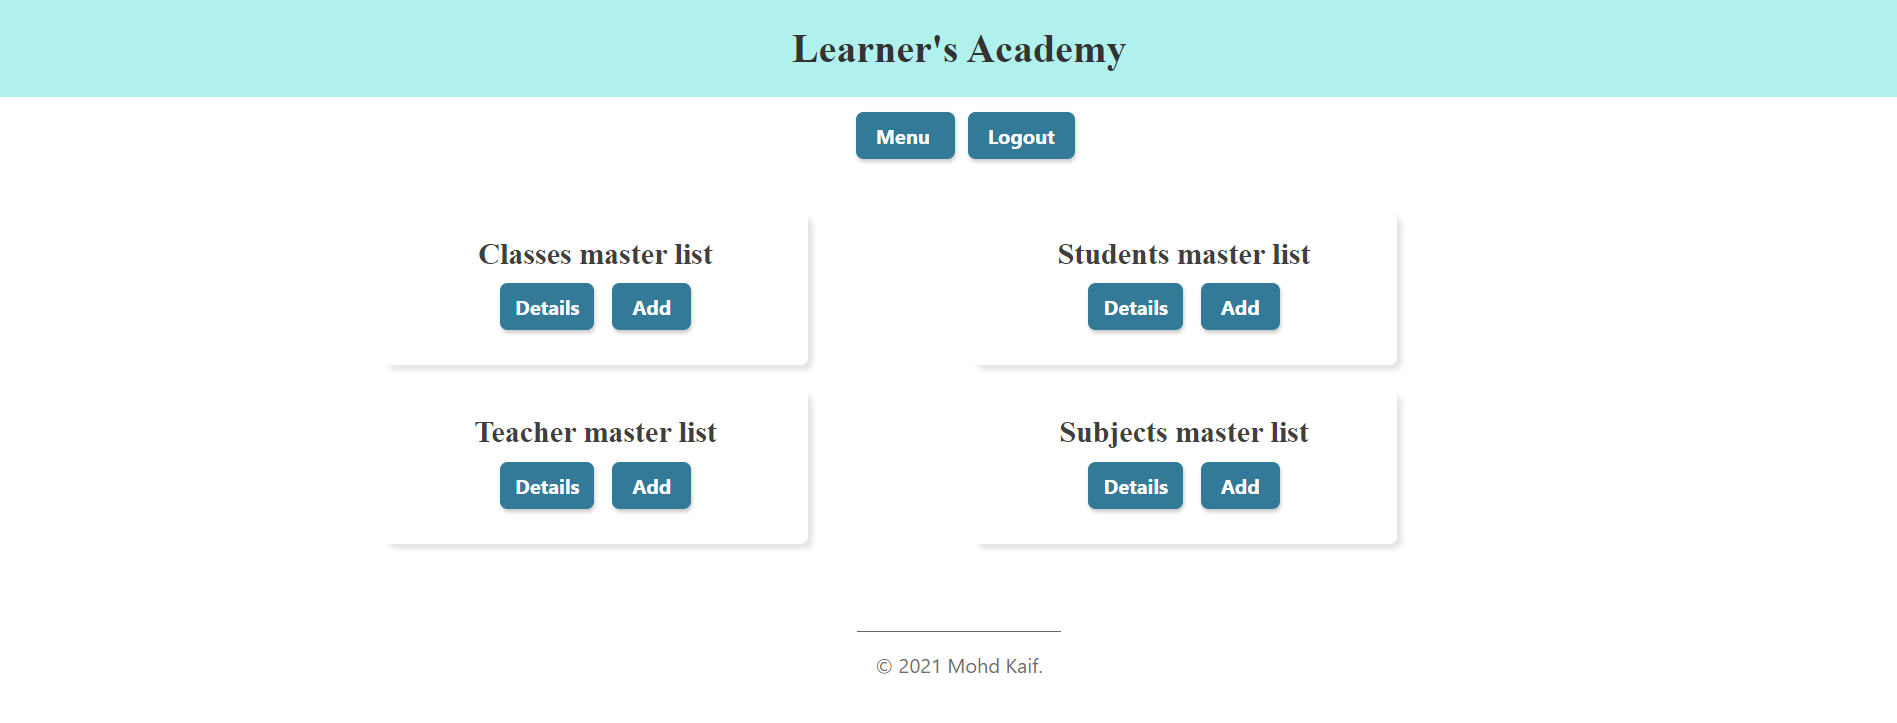 Learner's Academy
Menu Logout
Classes master list
Details Add
Students master list
Details Add
Teacher master list
Details Add
Subjects master list
Details Add
© 2021 Mohd Kaif.